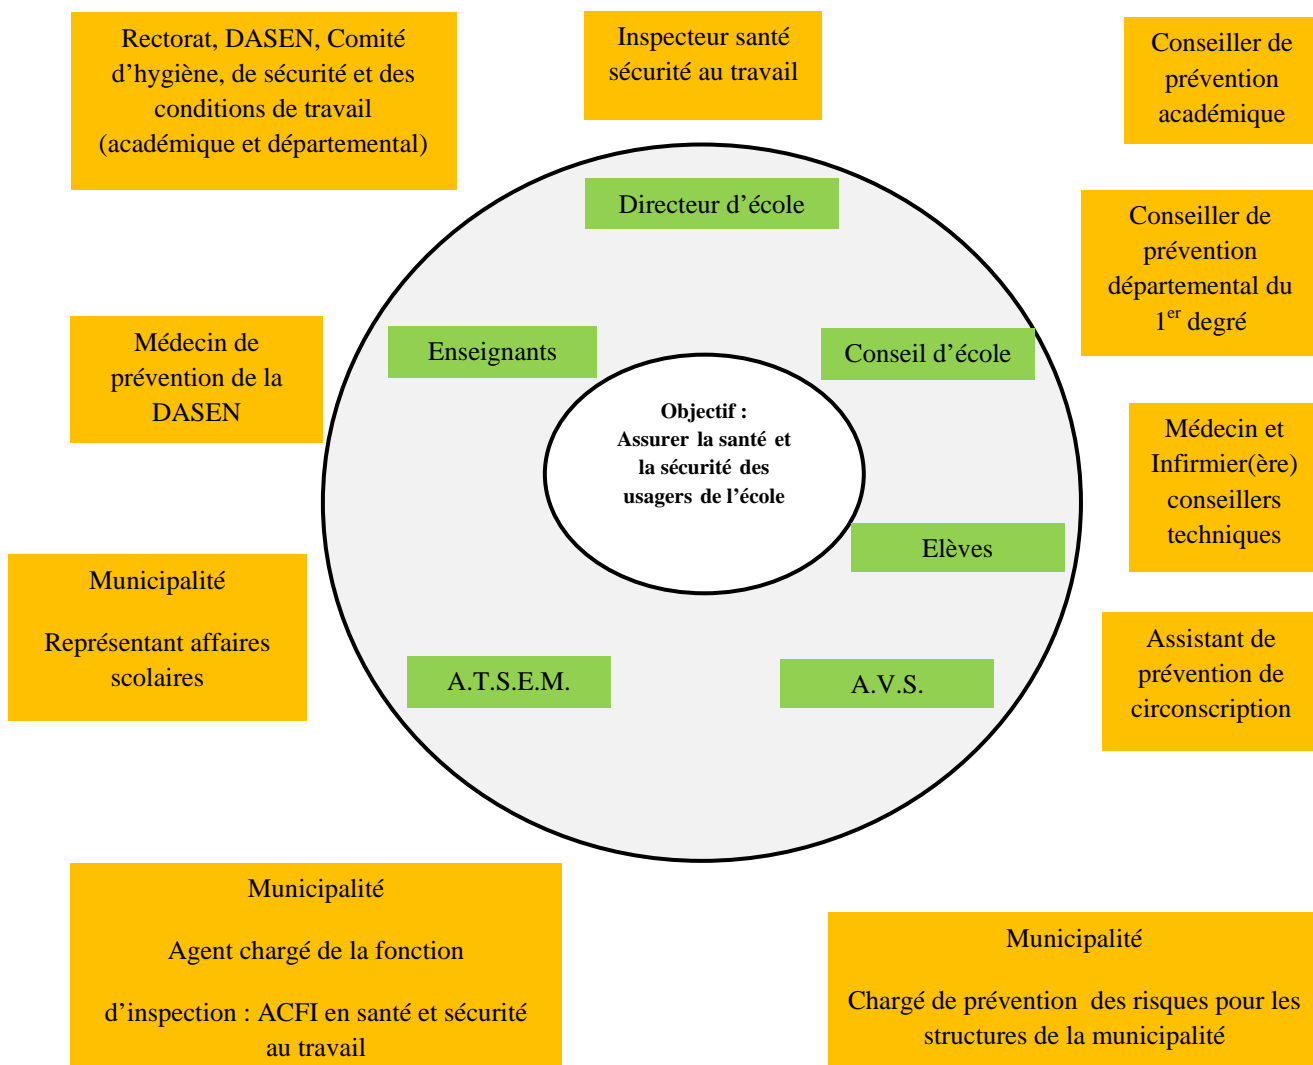 Rectorat, DASEN, Comité
d’hygiène, de sécurité et des
conditions de travail
(académique et départemental)
Inspecteur santé
sécurité au travail
Conseiller de
prévention
académique
Directeur d’école
Conseiller de
prévention
départemental du
1er degré
Médecin de
prévention de la
DASEN
Enseignants
Conseil d’école
Objectif :
Assurer la santé et
la sécurité des
usagers de l’école
Médecin et
Infirmier(ère)
conseillers
techniques
Elèves
Municipalité
Représentant affaires
scolaires
A.T.S.E.M.
A.V.S.
Assistant de
prévention de
circonscription
Municipalité
Agent chargé de la fonction
d’inspection : ACFI en santé et sécurité
au travail
Municipalité
Chargé de prévention des risques pour les
structures de la municipalité